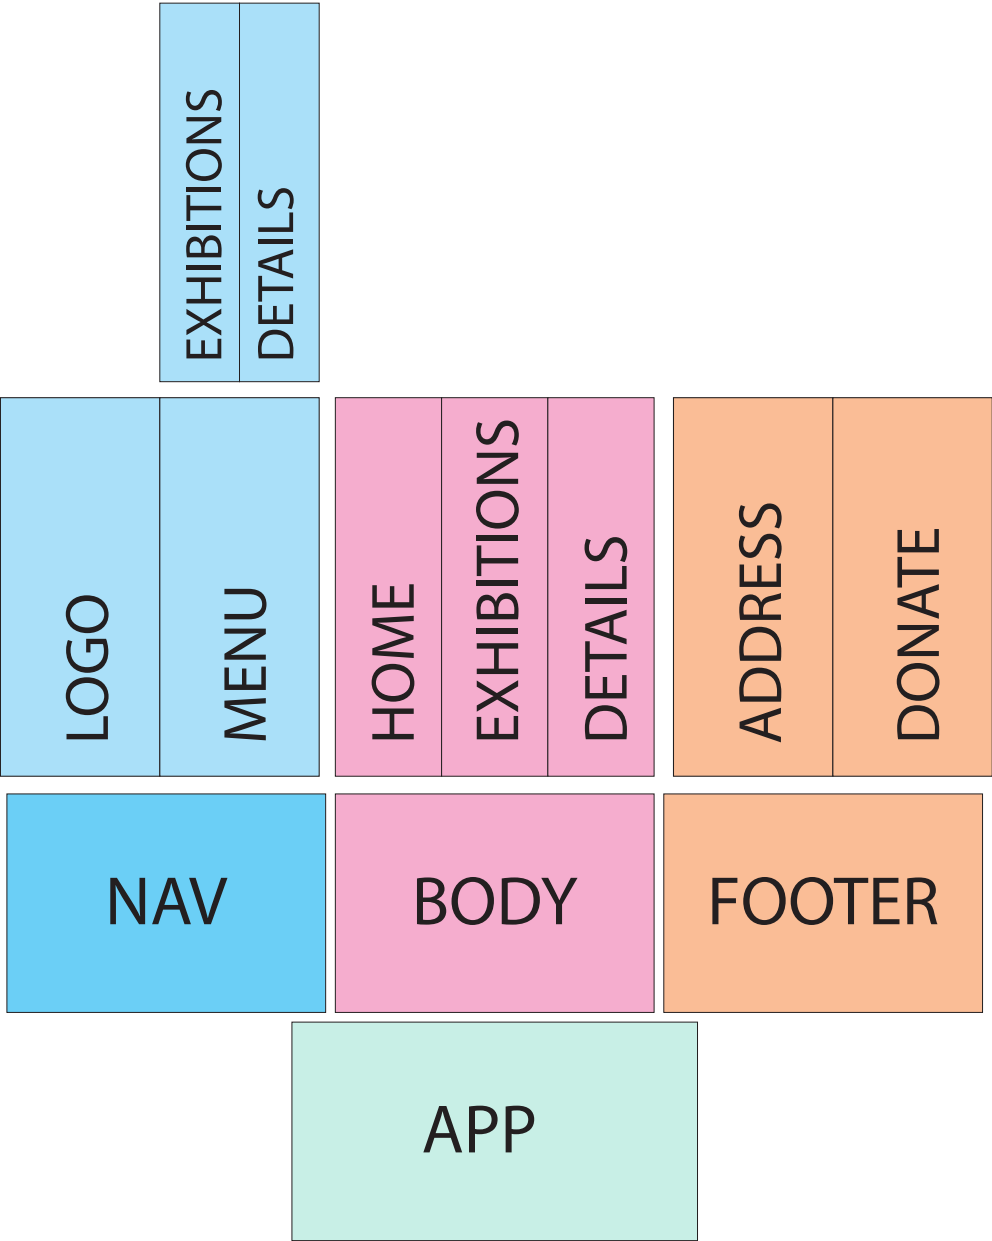 EXHIBITIONS
DETAILS
LOGO
MENU
HOME
EXHIBITIONS
DETAILS
ADDRESS
DONATE
NAV
BODY
FOOTER
APP